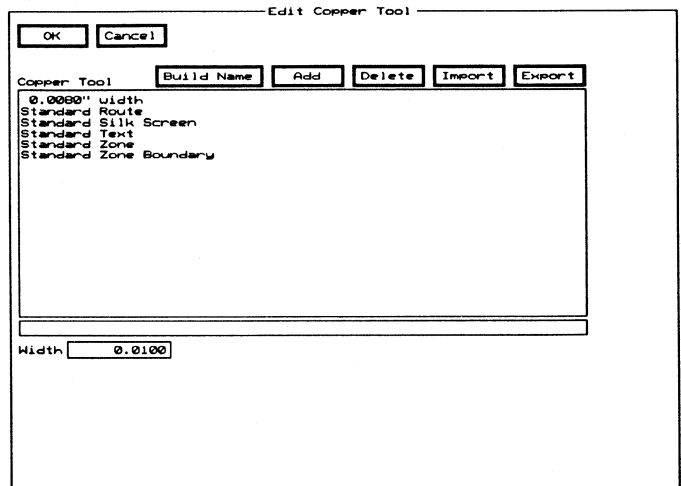 Edit Copper Tool
OK Cancel
Copper Tool Build Name Add Delete Import Export
0.0080" width
Standard Route
Standard Silk Screen
Standard Text
Standard Zone
Standard Zone Boundary
Width 0.0100